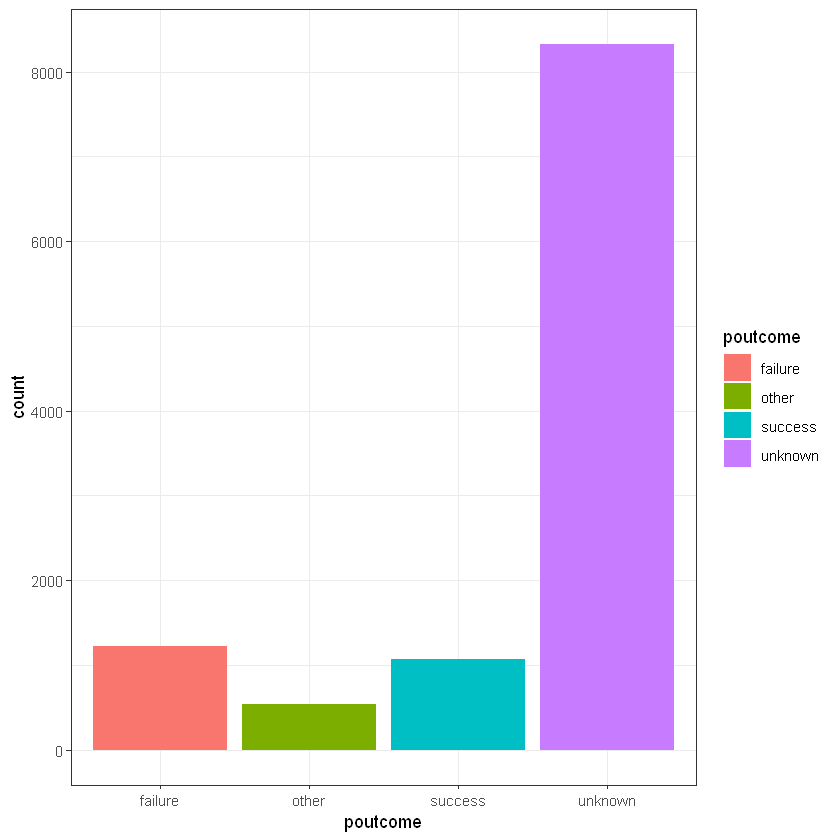 8000
6000
4000
2000
0
count
failure other success unknown
poutcome
poutcome
failure
other
success
unknown